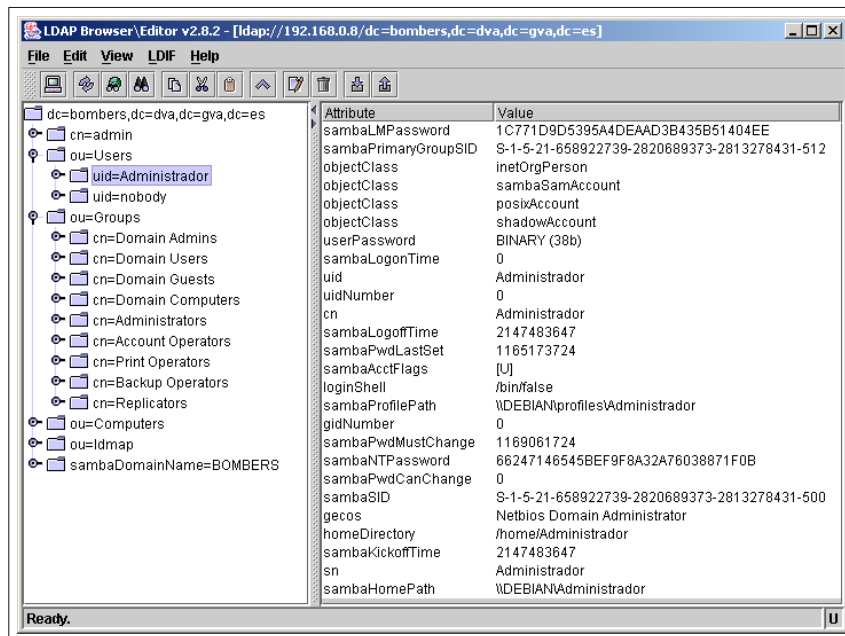 LDAP Browser\Editor v2.8.2 - [ldap://192.168.0.8/dc=bombers,dc=dva,dc=gva,dc=es]
File Edit View LDIF Help
dc=bombers,dc=dva,dc=gva,dc=es
cn=admin
ou=Users
uid=Administrador
uid=nobody
ou=Groups
cn=Domain Admins
cn=Domain Users
cn=Domain Guests
cn=Domain Computers
cn=Administrators
cn=Account Operators
cn=Print Operators
cn=Backup Operators
cn=Replicators
ou=Computers
ou=Idmap
sambaDomainName=BOMBERS
Attribute Value
sambaLMPassword 1C771D9D5395A4DEAAD3B435B51404EE
sambaPrimaryGroupSID S-1-5-21-658922739-2820689373-2813278431-512
objectClass inetOrgPerson
objectClass sambaSamAccount
objectClass posixAccount
objectClass shadowAccount
userPassword BINARY (38b)
sambaLogonTime 0
uid Administrador
uidNumber 0
cn Administrador
sambaLogoffTime 2147483647
sambaPwdLastSet 1165173724
sambaAcctFlags [U]
loginShell /bin/false
sambaProfilePath \\DEBIAN\profiles\Administrador
gidNumber 0
sambaPwdMustChange 1169061724
sambaNTPassword 66247146545BEF9F8A32A76038871F0B
sambaPwdCanChange 0
sambaSID S-1-5-21-658922739-2820689373-2813278431-500
gecos Netbios Domain Administrator
homeDirectory /home/Administrador
sambaKickoffTime 2147483647
sn Administrador
sambaHomePath \\DEBIAN\Administrador
Ready. U